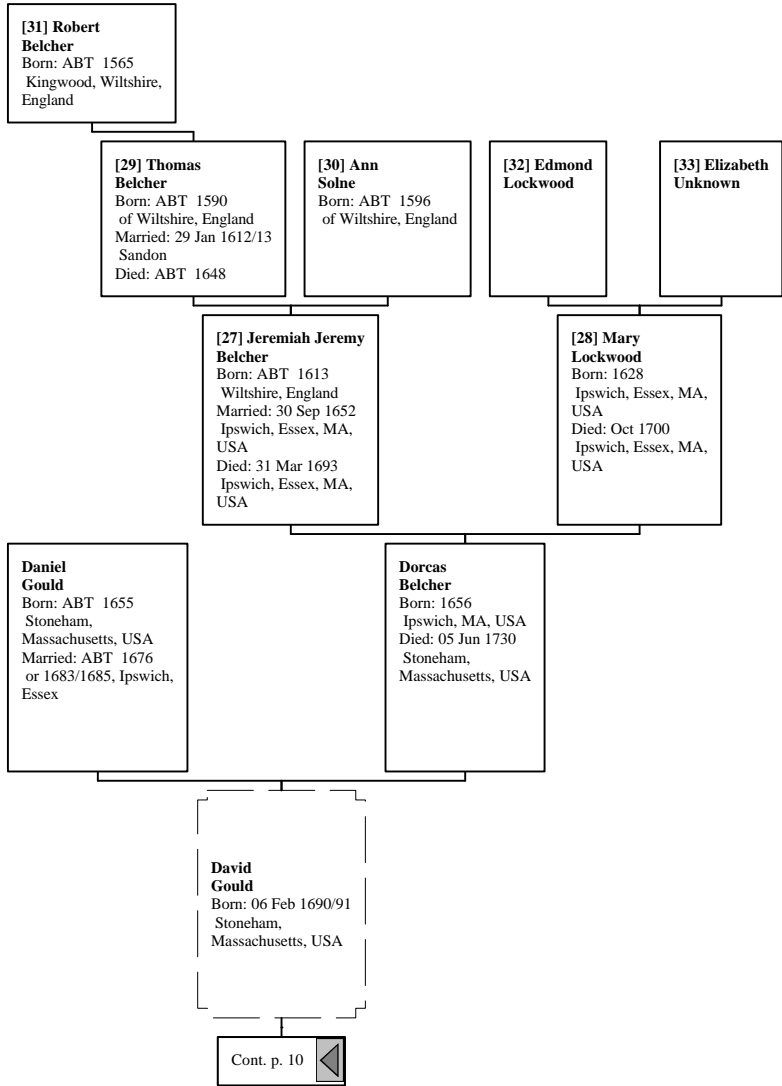 [31] Robert
Belcher
Born: ABT 1565
Kingwood, Wiltshire,
England
[29] Thomas
Belcher
Born: ABT 1590
of Wiltshire, England
Married: 29 Jan 1612/13
Sandon
Died: ABT 1648
[30] Ann
Solne
Born: ABT 1596
of Wiltshire, England
[32] Edmond
Lockwood
[33] Elizabeth
Unknown
[27] Jeremiah Jeremy
Belcher
Born: ABT 1613
Wiltshire, England
Married: 30 Sep 1652
Ipswich, Essex, MA,
USA
Died: 31 Mar 1693
Ipswich, Essex, MA,
USA
[28] Mary
Lockwood
Born: 1628
Ipswich, Essex, MA,
USA
Died: Oct 1700
Ipswich, Essex, MA,
USA
Daniel
Gould
Born: ABT 1655
Stoneham,
Massachusetts, USA
Married: ABT 1676
or 1683/1685, Ipswich,
Essex
Dorcas
Belcher
Born: 1656
Ipswich, MA, USA
Died: 05 Jun 1730
Stoneham,
Massachusetts, USA
David
Gould
Born: 06 Feb 1690/91
Stoneham,
Massachusetts, USA
Cont. p. 10